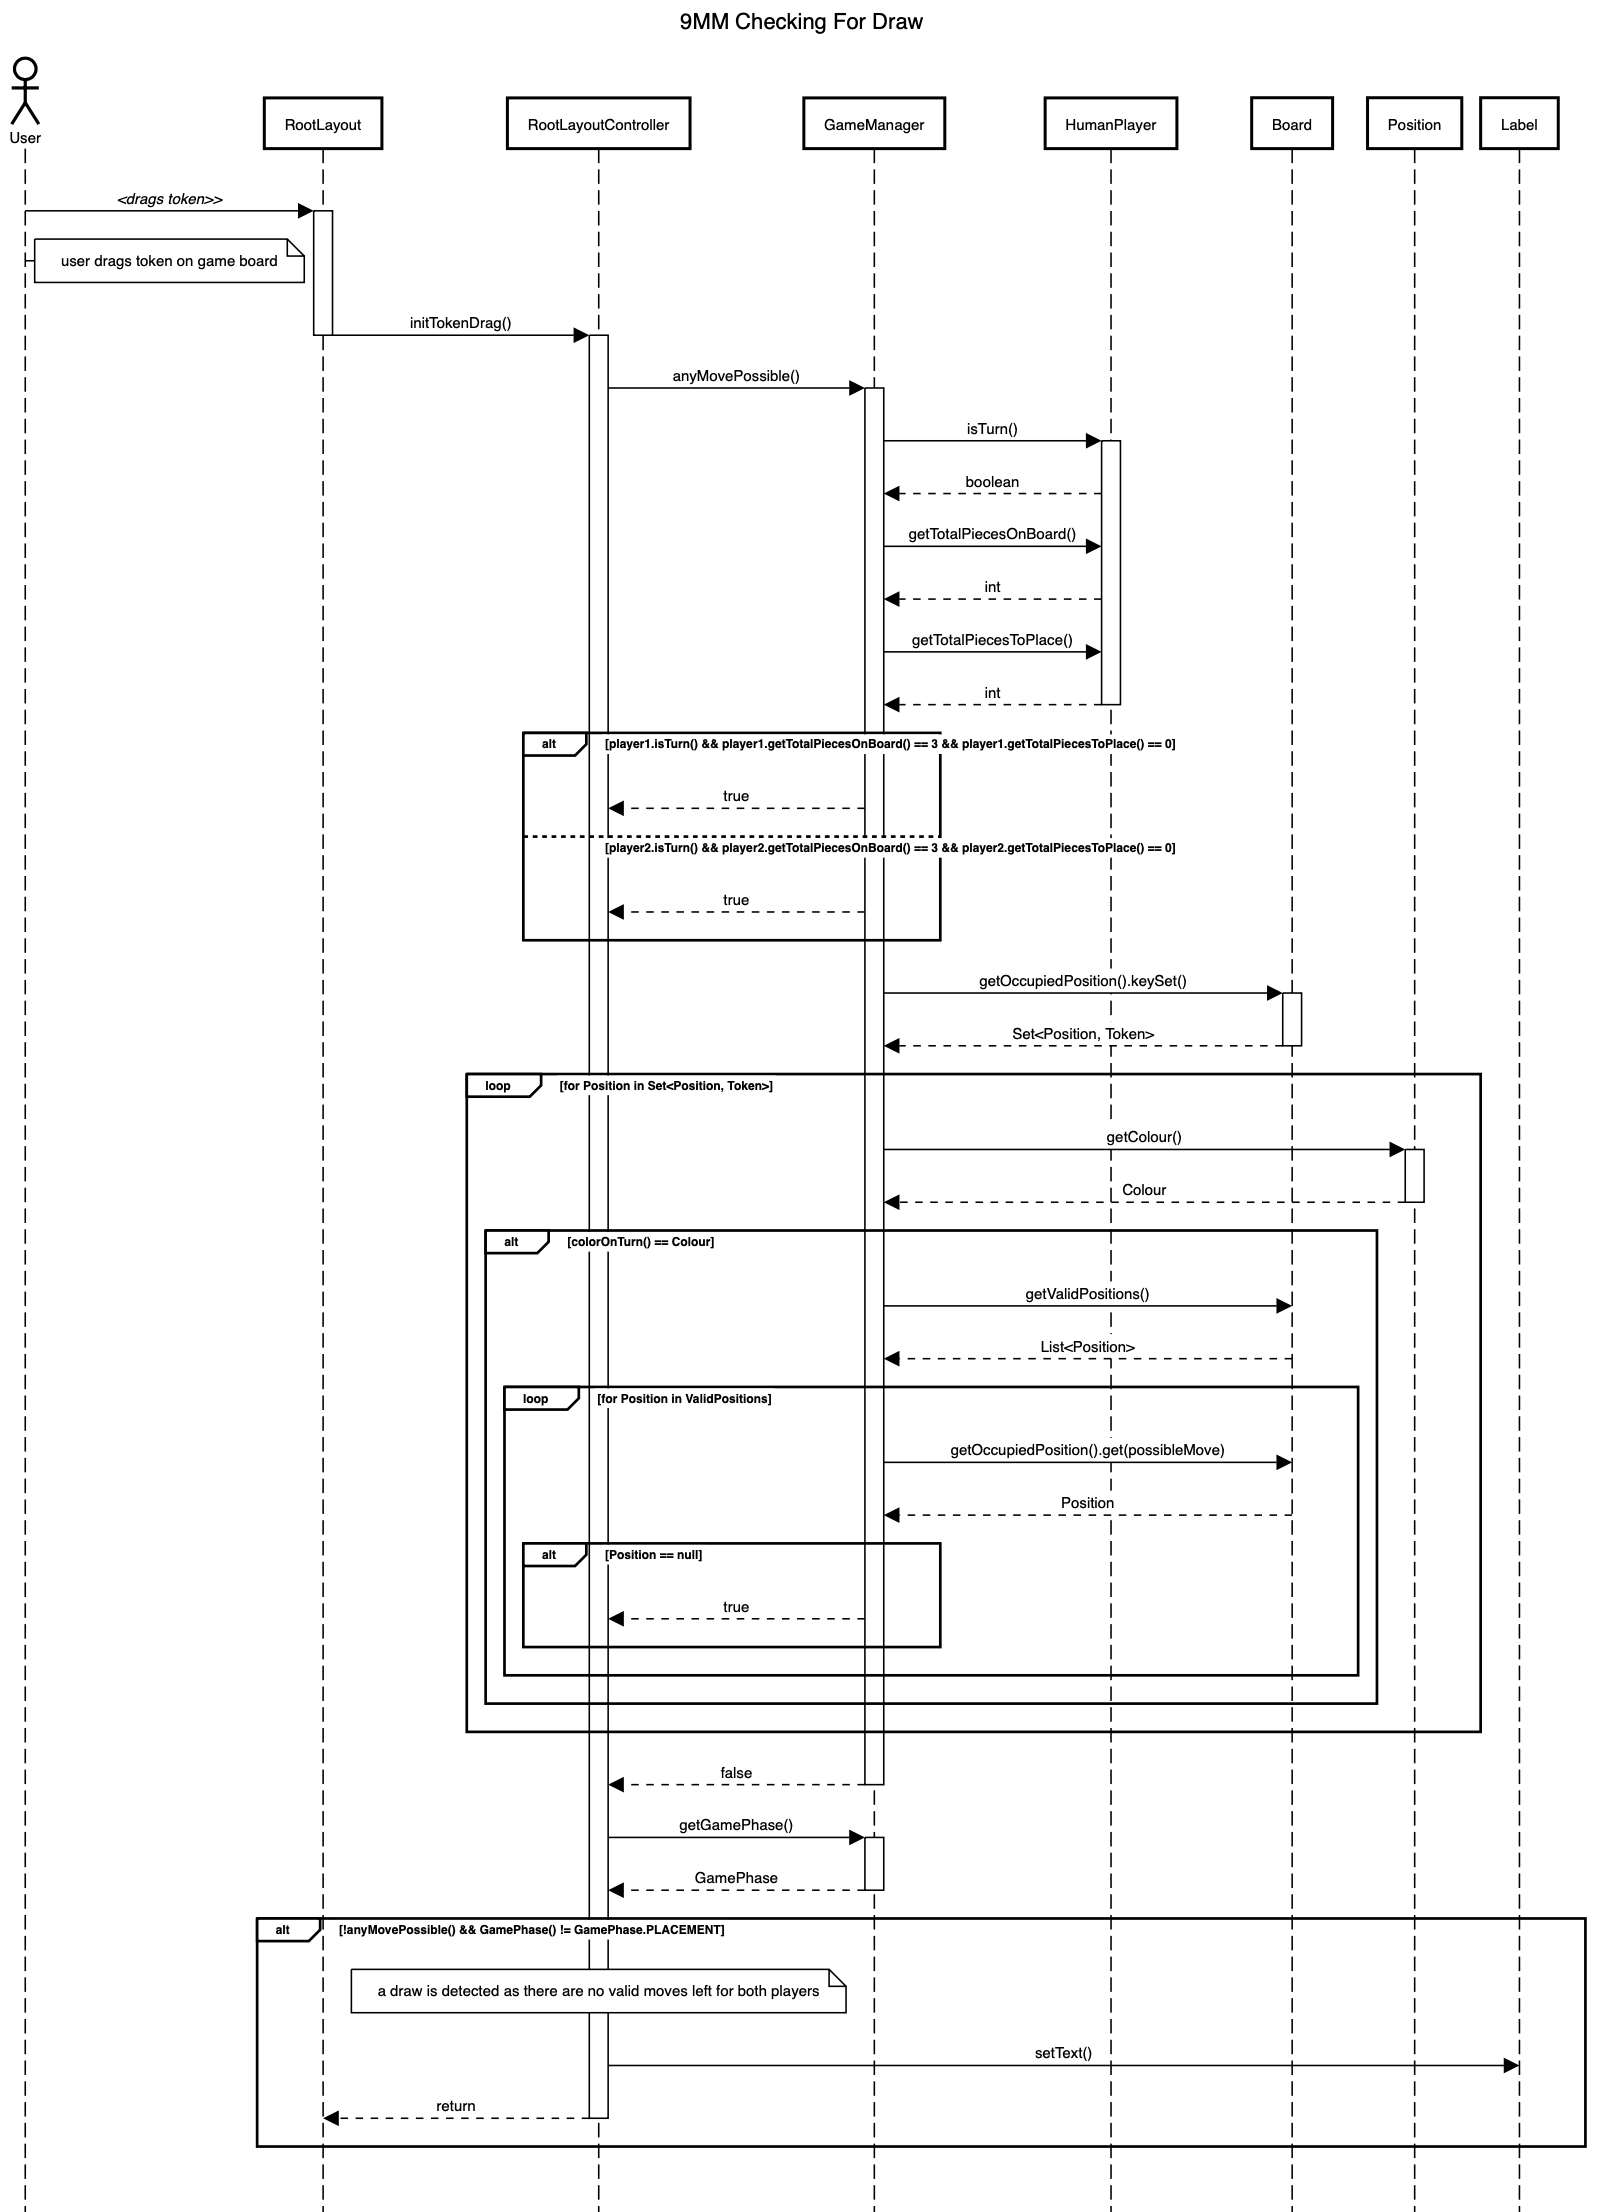 9MM Checking For Draw
User
RootLayout
RootLayoutController
GameManager
HumanPlayer
Board
Position
Label
<drags token>>
user drags token on game board
initTokenDrag()
anyMovePossible()
isTurn()
boolean
getTotalPiecesOnBoard()
int
getTotalPiecesToPlace()
int
alt [player1.isTurn() && player1.getTotalPiecesOnBoard() == 3 && player1.getTotalPiecesToPlace() == 0]
true
[player2.isTurn() && player2.getTotalPiecesOnBoard() == 3 && player2.getTotalPiecesToPlace() == 0]
true
getOccupiedPosition().keySet()
Set<Position, Token>
loop [for Position in Set<Position, Token>]
getColour()
Colour
alt [colorOnTurn() == Colour]
getValidPositions()
List<Position>
loop [for Position in ValidPositions]
getOccupiedPosition().get(possibleMove)
Position
alt [Position == null]
true
false
getGamePhase()
GamePhase
alt [!anyMovePossible() && GamePhase() != GamePhase.PLACEMENT]
a draw is detected as there are no valid moves left for both players
setText()
return